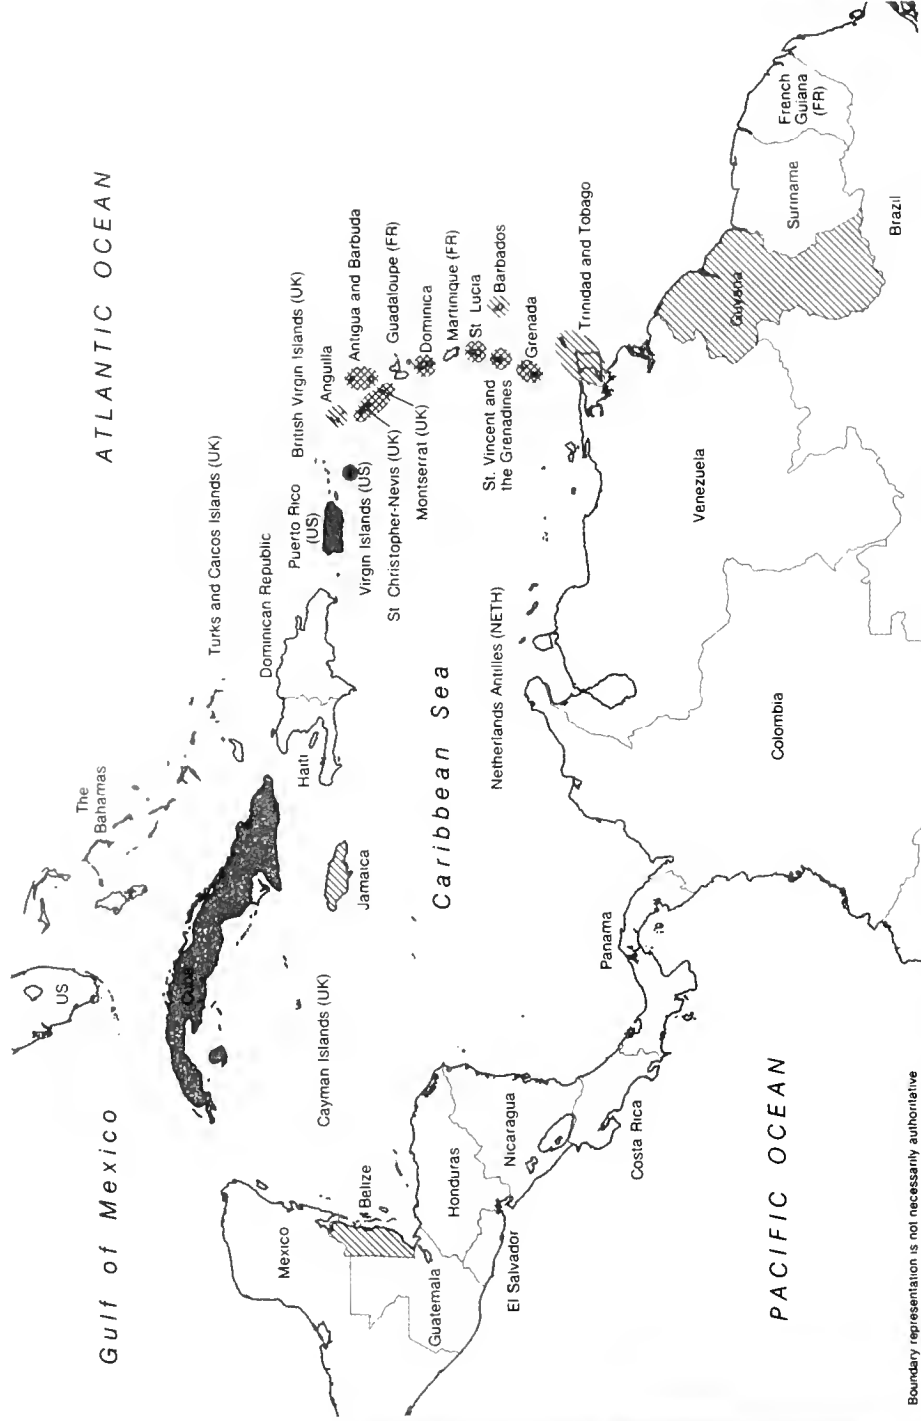 ATLANTIC OCEAN
Gulf of Mexico
US
The
Bahamas
Cuba
Turks and Caicos Islands (UK)
Dominican Republic
Haiti
Puerto Rico
(US)
British Virgin Islands (UK)
Virgin Islands (US)
Anguilla
St Christopher-Nevis (UK)
Antigua and Barbuda
Montserrat (UK)
Guadaloupe (FR)
Dominica
Martinique (FR)
St Lucia
Barbados
St. Vincent and
the Grenadines
Grenada
Trinidad and Tobago
Cayman Islands (UK)
Jamaica
Caribbean Sea
Netherlands Antilles (NETH)
Mexico
Belize
Guatemala
Honduras
El Salvador
Nicaragua
Costa Rica
Panama
Colombia
Venezuela
Guyana
Suriname
French
Guiana
(FR)
Brazil
PACIFIC OCEAN
Boundary representation is not necessarily authoritative